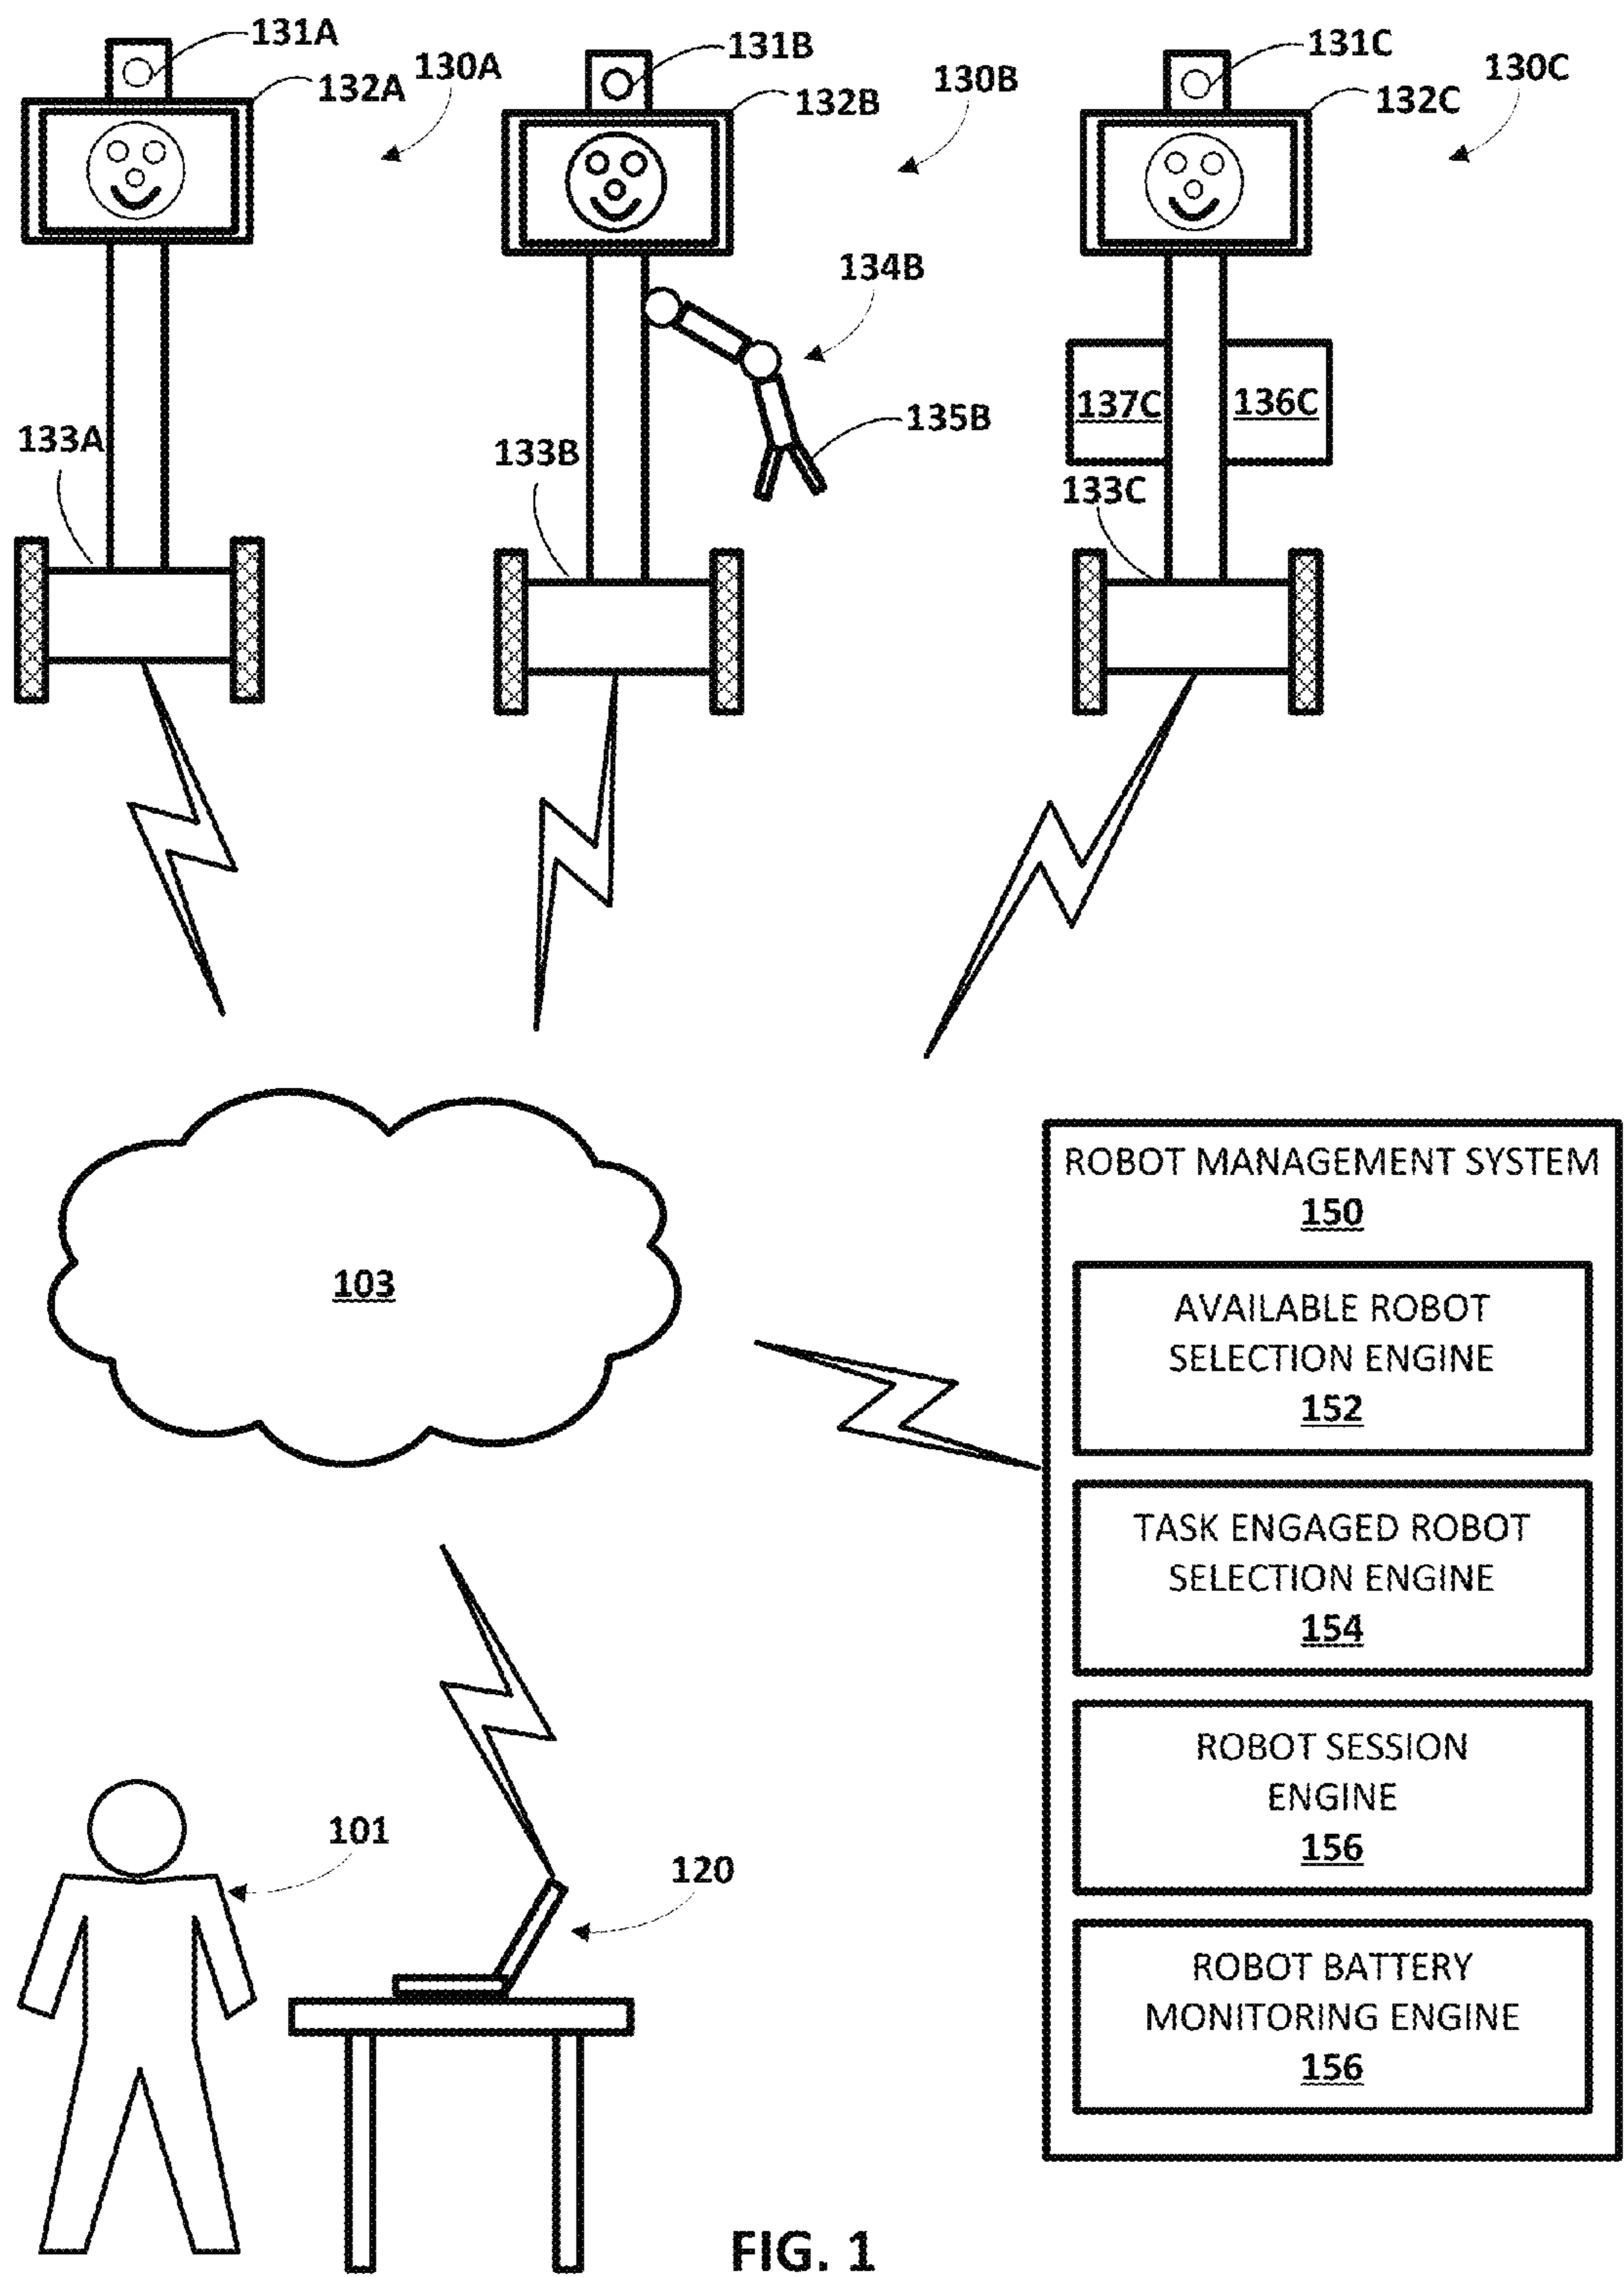 131A
132A
130A
131B
132B
130B
131C
132C
130C
134B
135B
137C
136C
133A
133B
133C
103
ROBOT MANAGEMENT SYSTEM
150
AVAILABLE ROBOT
SELECTION ENGINE
152
TASK ENGAGED ROBOT
SELECTION ENGINE
154
ROBOT SESSION
ENGINE
156
ROBOT BATTERY
MONITORING ENGINE
156
101
120
FIG. 1